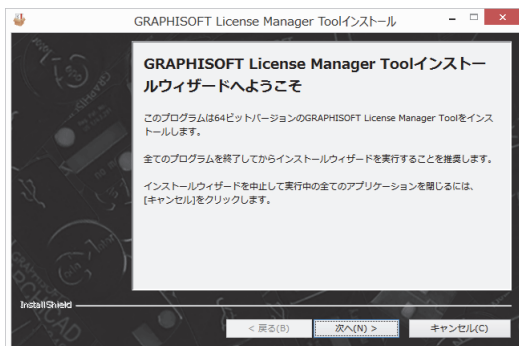 GRAPHISOFT License Manager Toolインストール
GRAPHISOFT License Manager Toolインストー
ルウィザードへようこそ
このプログラムは64ビットバージョンのGRAPHISOFT License Manager Toolをインス
トールします。
全てのプログラムを終了してからインストールウィザードを実行することを推奨します。
インストールウィザードを中止して実行中の全てのアプリケーションを閉じるには、
[キャンセル]をクリックします。
InstallShield
< 戻る(B)
次へ(N) >
キャンセル(C)